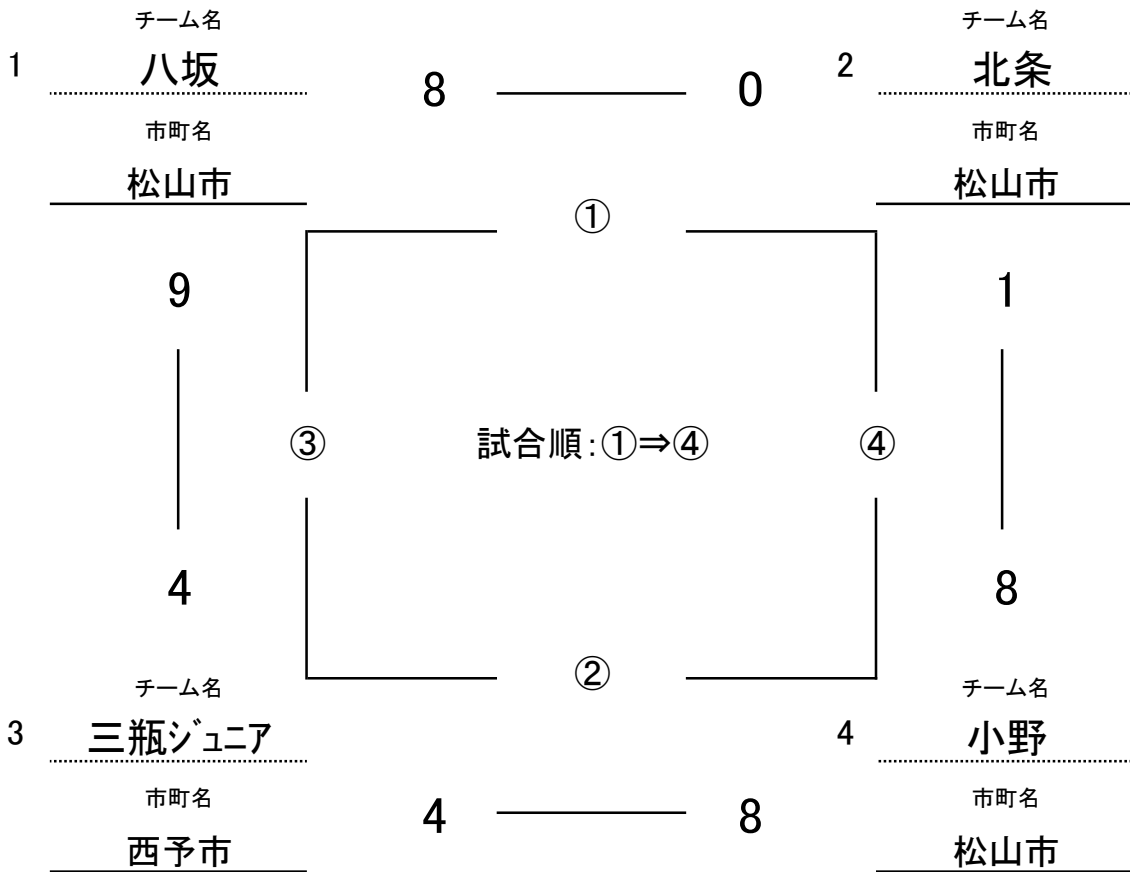 チーム名 チーム名
1 八坂 8 0 2 北条
市町名 市町名
松山市 松山市
①
9 1
③ 試合順:①⇒④ ④
4 8
②
チーム名 チーム名
3 三瓶ジュニア 4 小野
市町名 市町名
4 8
西予市 松山市